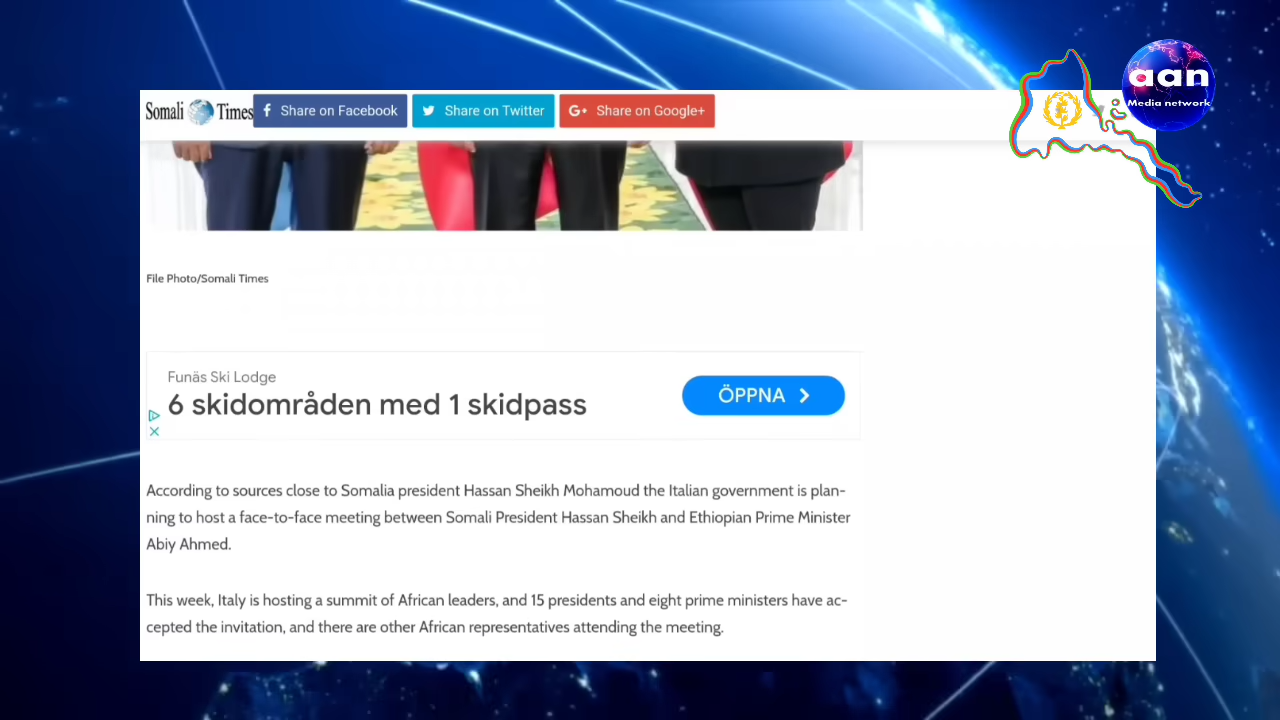 aan
Media network
Somali Times
Share on Facebook
Share on Twitter
G+ Share on Google+
File Photo/Somali Times
Funäs Ski Lodge
6 skidområden med 1 skidpass
ÖPPNA
According to sources close to Somalia president Hassan Sheikh Mohamoud the Italian government is plan-
ning to host a face-to-face meeting between Somali President Hassan Sheikh and Ethiopian Prime Minister
Abiy Ahmed.
This week, Italy is hosting a summit of African leaders, and 15 presidents and eight prime ministers have ac-
cepted the invitation, and there are other African representatives attending the meeting.